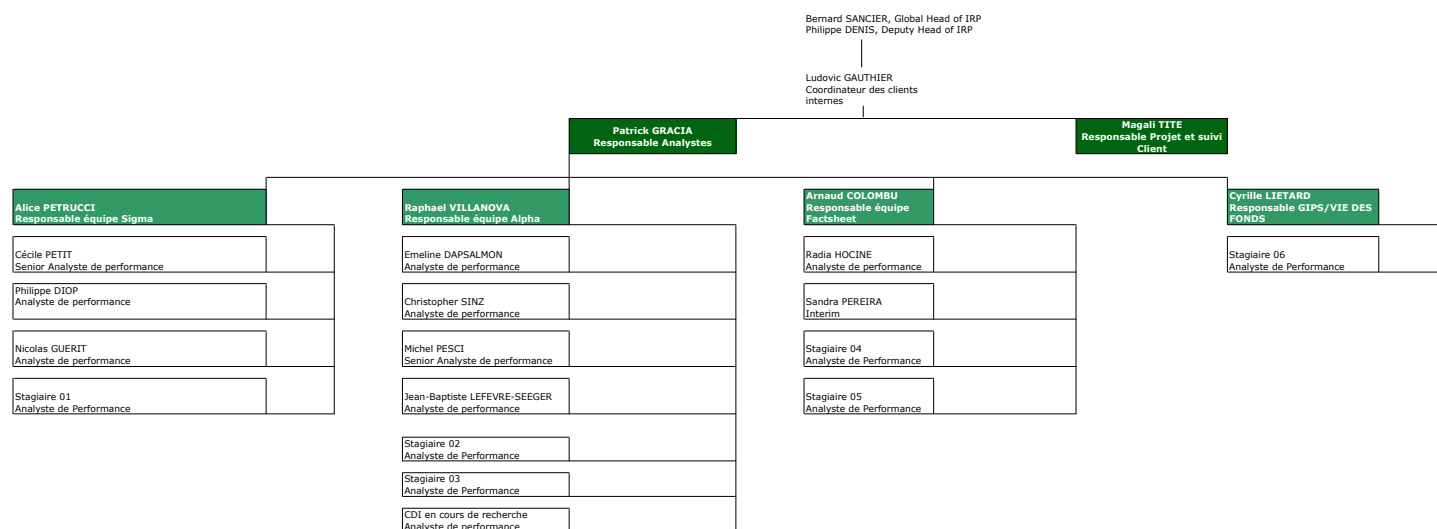 Bernard SANCIER, Global Head of IRP
Philippe DENIS, Deputy Head of IRP
Ludovic GAUTHIER
Coordinateur des clients
internes
Patrick GRACIA
Responsable Analystes
Magali TITE
Responsable Projet et suivi
Client
Alice PETRUCCI
Responsable équipe Sigma
Cécile PETIT
Senior Analyste de performance
Philippe DIOP
Analyste de performance
Nicolas GUERIT
Analyste de performance
Stagiaire 01
Analyste de Performance
Raphael VILLANOVA
Responsable équipe Alpha
Emeline DAPSALMON
Analyste de performance
Christopher SINZ
Analyste de performance
Michel PESCI
Senior Analyste de performance
Jean-Baptiste LEFEVRE-SEEGER
Analyste de performance
Stagiaire 02
Analyste de Performance
Stagiaire 03
Analyste de Performance
CDI en cours de recherche
Analyste de performance
Arnaud COLOMBU
Responsable équipe
Factsheet
Radia HOCINE
Analyste de performance
Sandra PEREIRA
Interim
Stagiaire 04
Analyste de Performance
Stagiaire 05
Analyste de Performance
Cyrille LIETARD
Responsable GIPS/VIE DES
FONDS
Stagiaire 06
Analyste de Performance